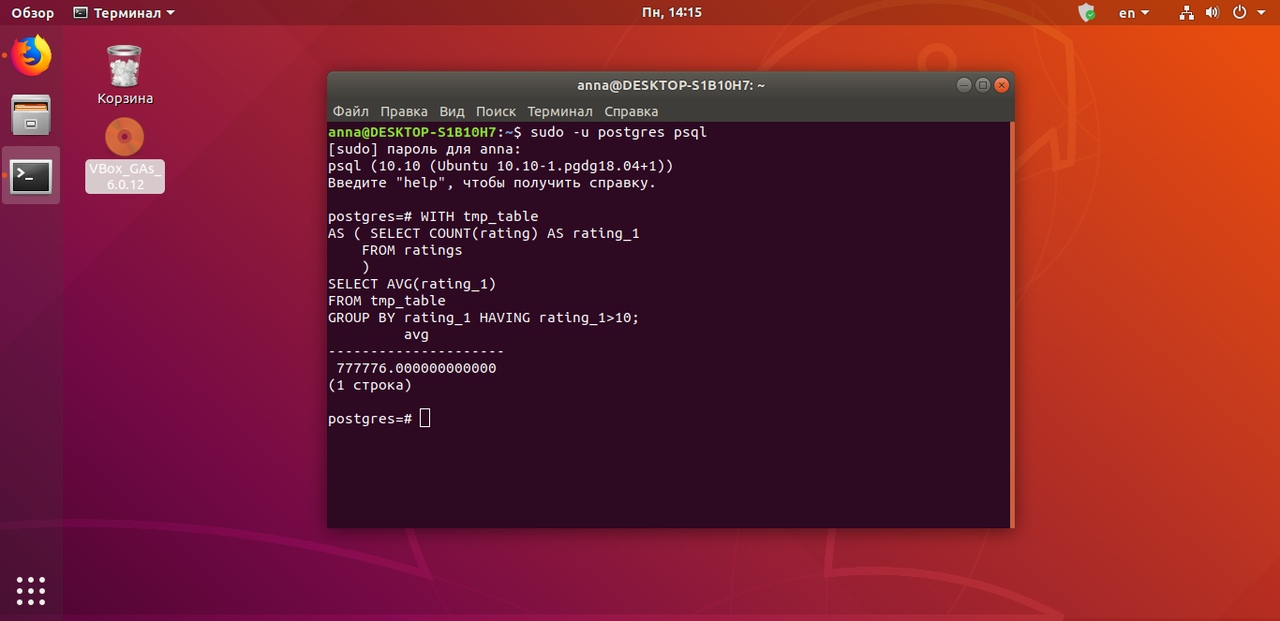 Обзор
Терминал
Пн, 14:15
en
Корзина
VBox_GAs_
6.0.12
anna@DESKTOP-S1B10H7: ~
Файл Правка Вид Поиск Терминал Справка
anna@DESKTOP-S1B10H7:~$ sudo -u postgres psql
[sudo] пароль для anna:
psql (10.10 (Ubuntu 10.10-1.pgdg18.04+1))
Введите "help", чтобы получить справку.
postgres=# WITH tmp_table
AS ( SELECT COUNT(rating) AS rating_1
    FROM ratings
    )
SELECT AVG(rating_1)
FROM tmp_table
GROUP BY rating_1 HAVING rating_1>10;
         avg
---------------------
 777776.000000000000
(1 строка)
postgres=#